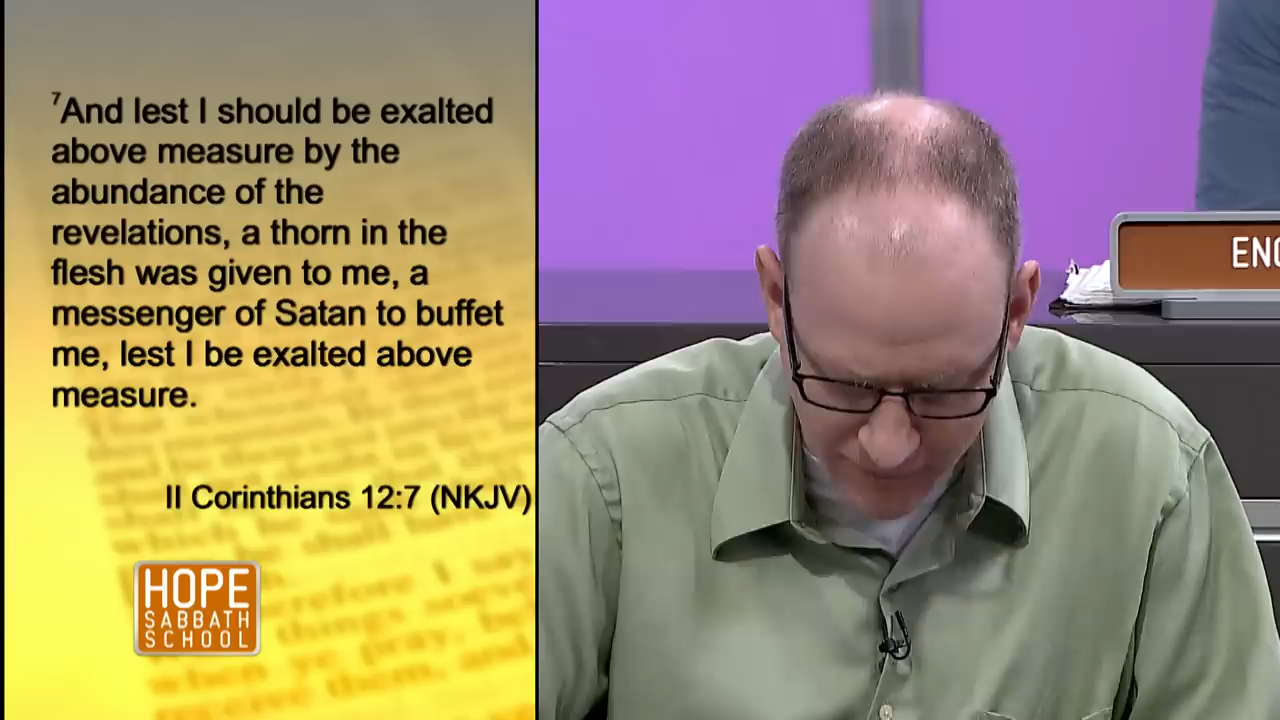 ⁷And lest I should be exalted
above measure by the
abundance of the
revelations, a thorn in the
flesh was given to me, a
messenger of Satan to buffet
me, lest I be exalted above
measure.
II Corinthians 12:7 (NKJV)
HOPE
SABBATH
SCHOOL
ENG